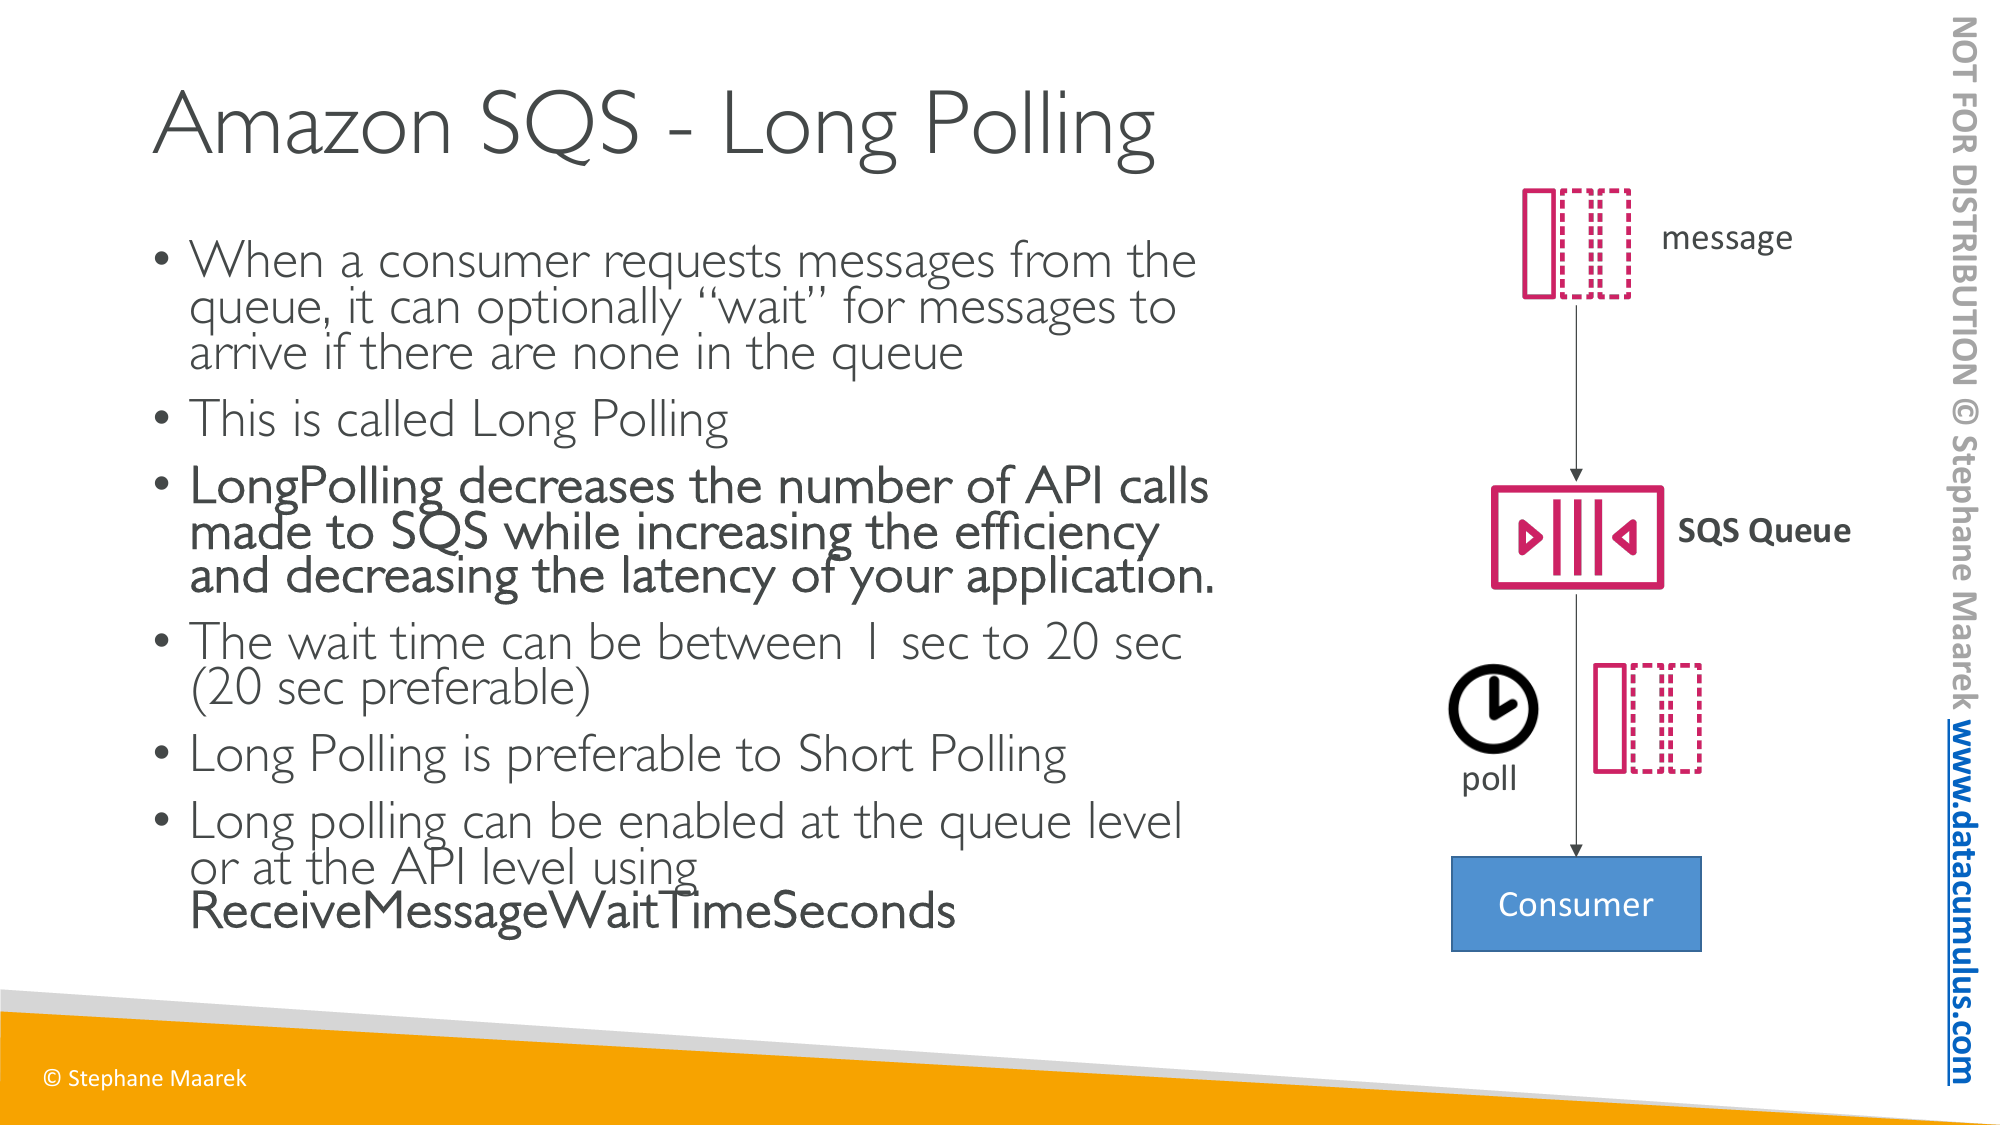 Amazon SQS - Long Polling
• When a consumer requests messages from the
queue, it can optionally “wait” for messages to
arrive if there are none in the queue
• This is called Long Polling
• LongPolling decreases the number of API calls
made to SQS while increasing the efficiency
and decreasing the latency of your application.
• The wait time can be between 1 sec to 20 sec
(20 sec preferable)
• Long Polling is preferable to Short Polling
• Long polling can be enabled at the queue level
or at the API level using
ReceiveMessageWaitTimeSeconds
message
SQS Queue
poll
Consumer
© Stephane Maarek
NOT FOR DISTRIBUTION © Stephane Maarek www.datacumulus.com